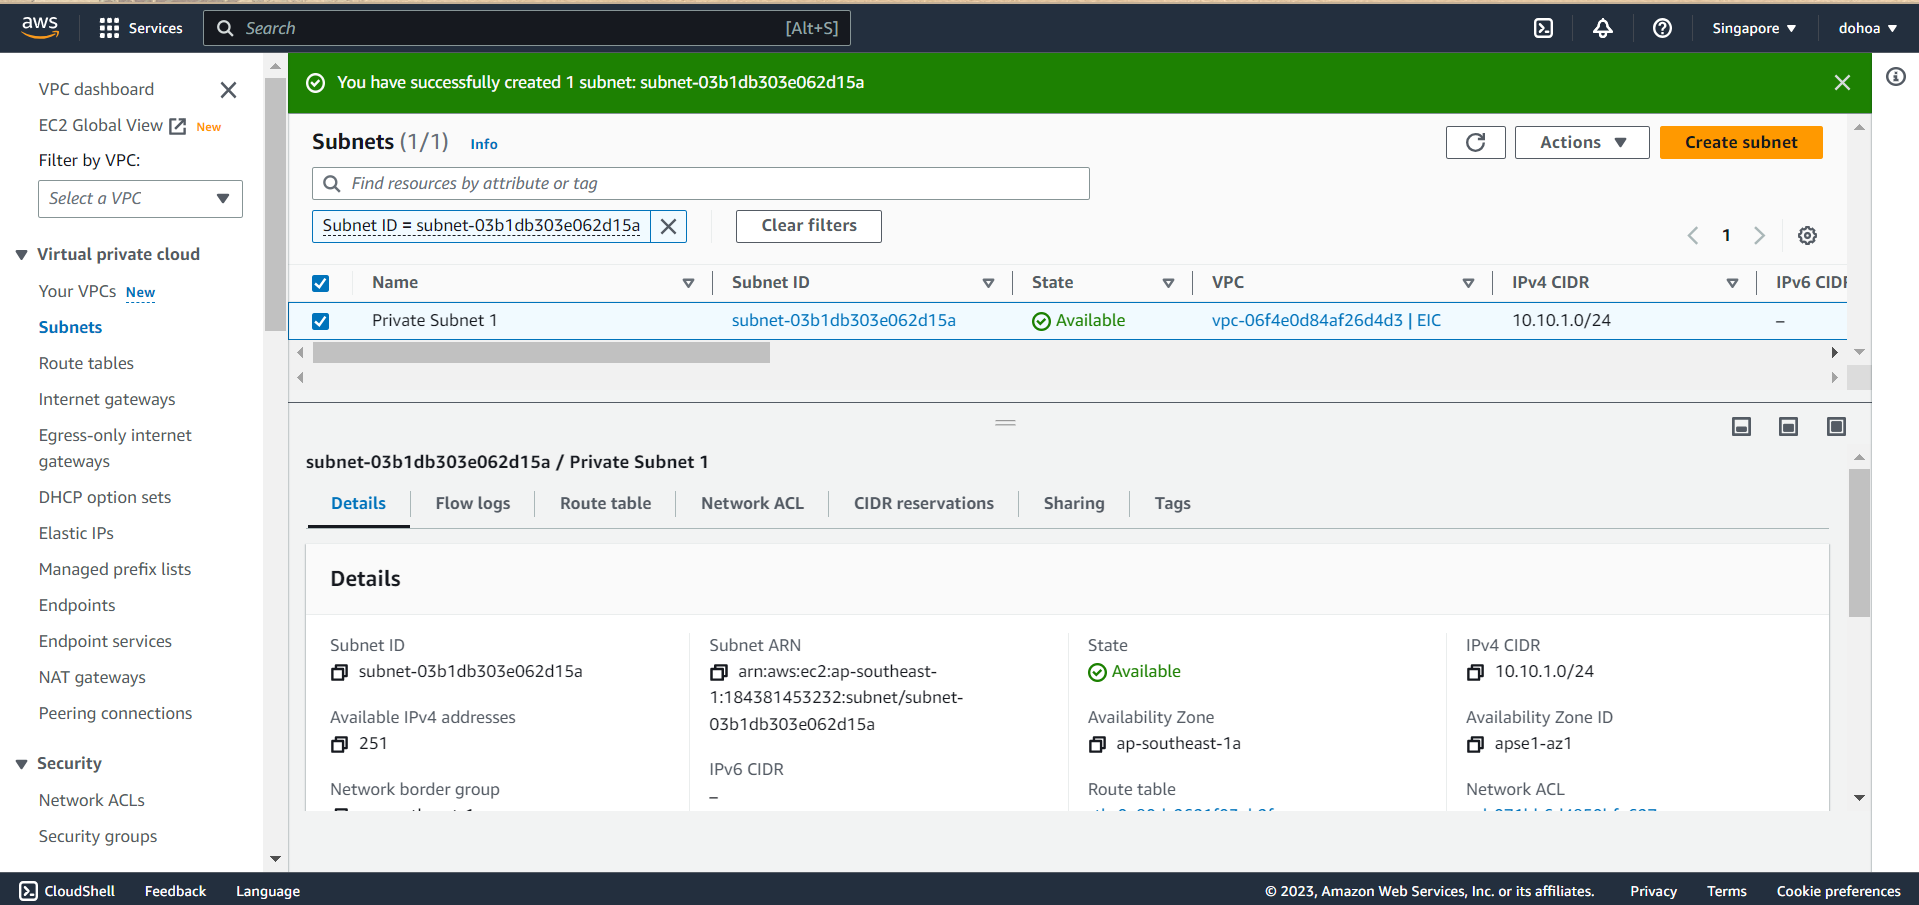 aws
Services
Search [Alt+S]
Singapore
dohoa
VPC dashboard
EC2 Global View New
Filter by VPC:
Select a VPC
Virtual private cloud
Your VPCs New
Subnets
Route tables
Internet gateways
Egress-only internet
gateways
DHCP option sets
Elastic IPs
Managed prefix lists
Endpoints
Endpoint services
NAT gateways
Peering connections
Security
Network ACLs
Security groups
You have successfully created 1 subnet: subnet-03b1db303e062d15a
Subnets (1/1) Info
Actions
Create subnet
Find resources by attribute or tag
Subnet ID = subnet-03b1db303e062d15a
Clear filters
1
Name Subnet ID State VPC IPv4 CIDR IPv6 CIDR
Private Subnet 1 subnet-03b1db303e062d15a Available vpc-06f4e0d84af26d4d3 | EIC 10.10.1.0/24 –
subnet-03b1db303e062d15a / Private Subnet 1
Details Flow logs Route table Network ACL CIDR reservations Sharing Tags
Details
Subnet ID
subnet-03b1db303e062d15a
Available IPv4 addresses
251
Network border group
Subnet ARN
arn:aws:ec2:ap-southeast-
1:184381453232:subnet/subnet-
03b1db303e062d15a
IPv6 CIDR
–
State
Available
Availability Zone
ap-southeast-1a
Route table
IPv4 CIDR
10.10.1.0/24
Availability Zone ID
apse1-az1
Network ACL
CloudShell Feedback Language
© 2023, Amazon Web Services, Inc. or its affiliates. Privacy Terms Cookie preferences